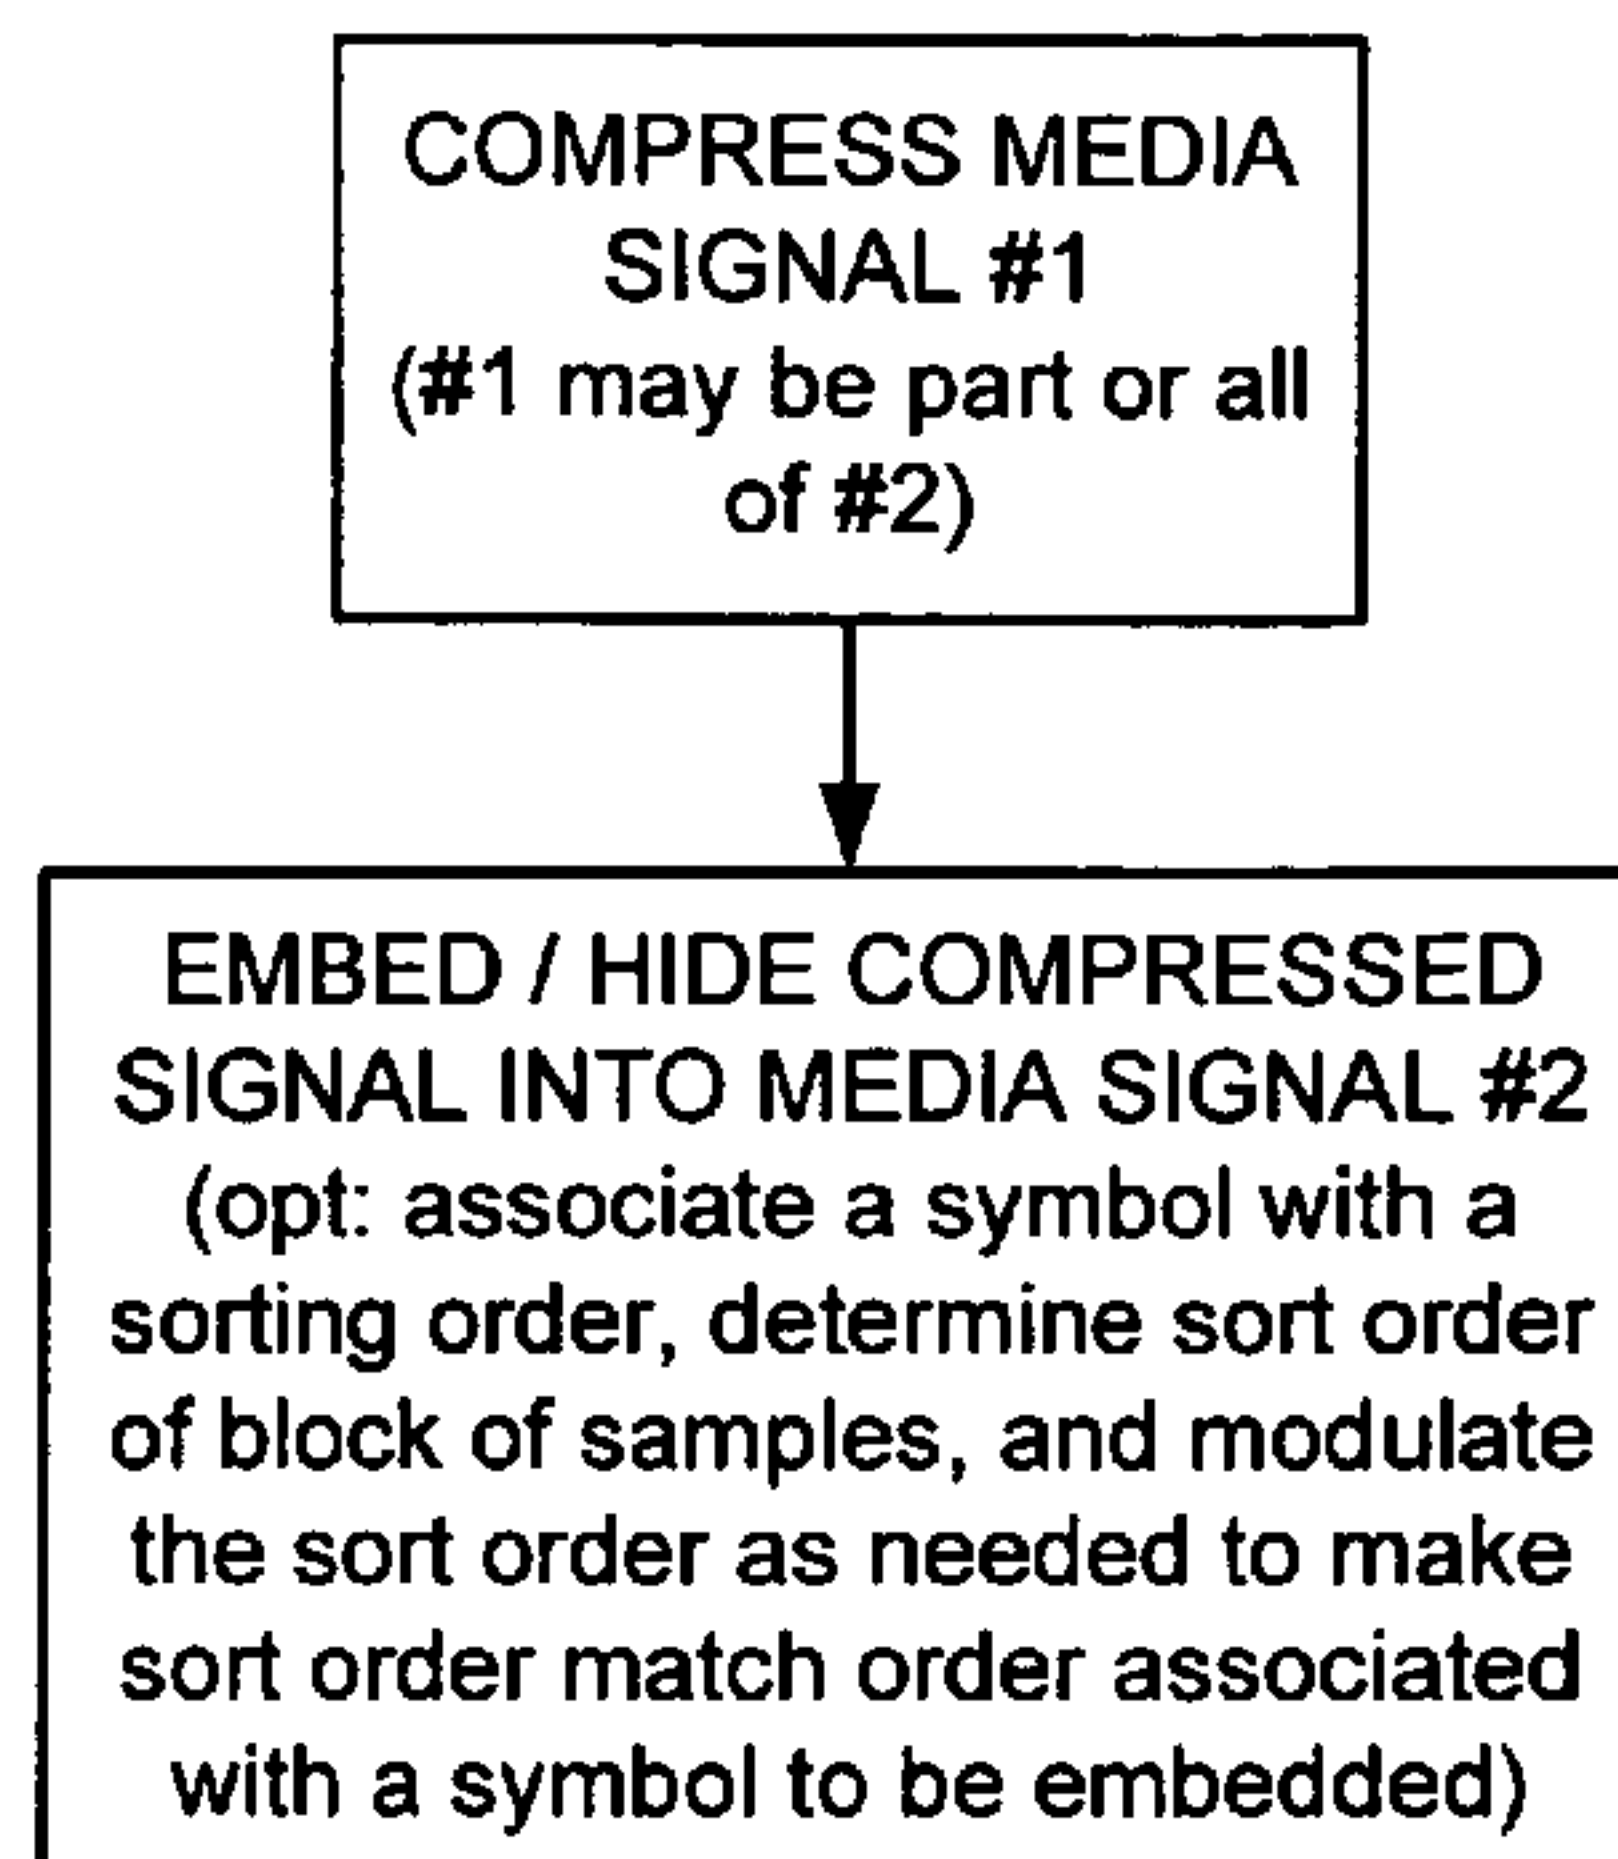 COMPRESS MEDIA
SIGNAL #1
(#1 may be part or all
of #2)
EMBED / HIDE COMPRESSED
SIGNAL INTO MEDIA SIGNAL #2
(opt: associate a symbol with a
sorting order, determine sort order
of block of samples, and modulate
the sort order as needed to make
sort order match order associated
with a symbol to be embedded)